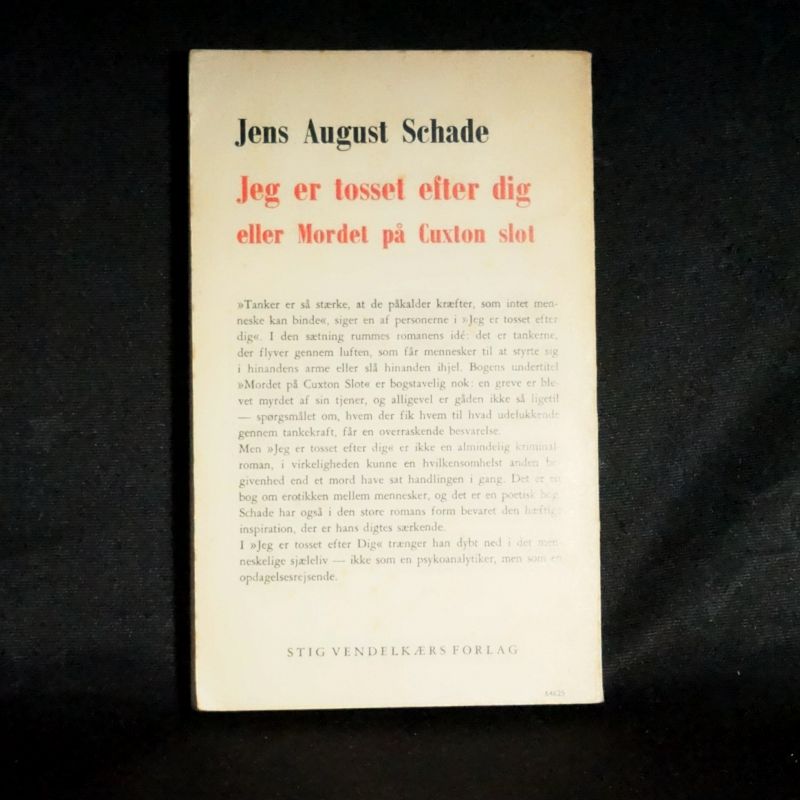 Jens August Schade
Jeg er tosset efter dig
eller Mordet på Cuxton slot
»Tanker er så stærke, at de påkalder kræfter, som intet men-
neske kan binde«, siger en af personerne i »Jeg er tosset efter
dig«. I den sætning rummes romanens idé: det er tankerne,
der flyver gennem luften, som får mennesker til at styrte sig
i hinandens arme eller slå hinanden ihjel. Bogens undertitel
»Mordet på Cuxton Slot« er bogstavelig nok: en greve er ble-
vet myrdet af sin tjener, og alligevel er gåden ikke så ligetil
— spørgsmålet om, hvem der fik hvem til hvad udelukkende
gennem tankekraft, får en overraskende besvarelse.
Men »Jeg er tosset efter dig« er ikke en almindelig kriminal-
roman, i virkeligheden kunne en hvilkensomhelst anden be-
givenhed end et mord have sat handlingen i gang. Det er en
bog om erotikken mellem mennesker, og det er en poetisk bog.
Schade har også i den store romans form bevaret den hæftige
inspiration, der er hans digtes særkende.
I »Jeg er tosset efter Dig« trænger han dybt ned i det men-
neskelige sjæleliv — ikke som en psykoanalytiker, men som en
opdagelsesrejsende.
STIG VENDELKÆRS FORLAG